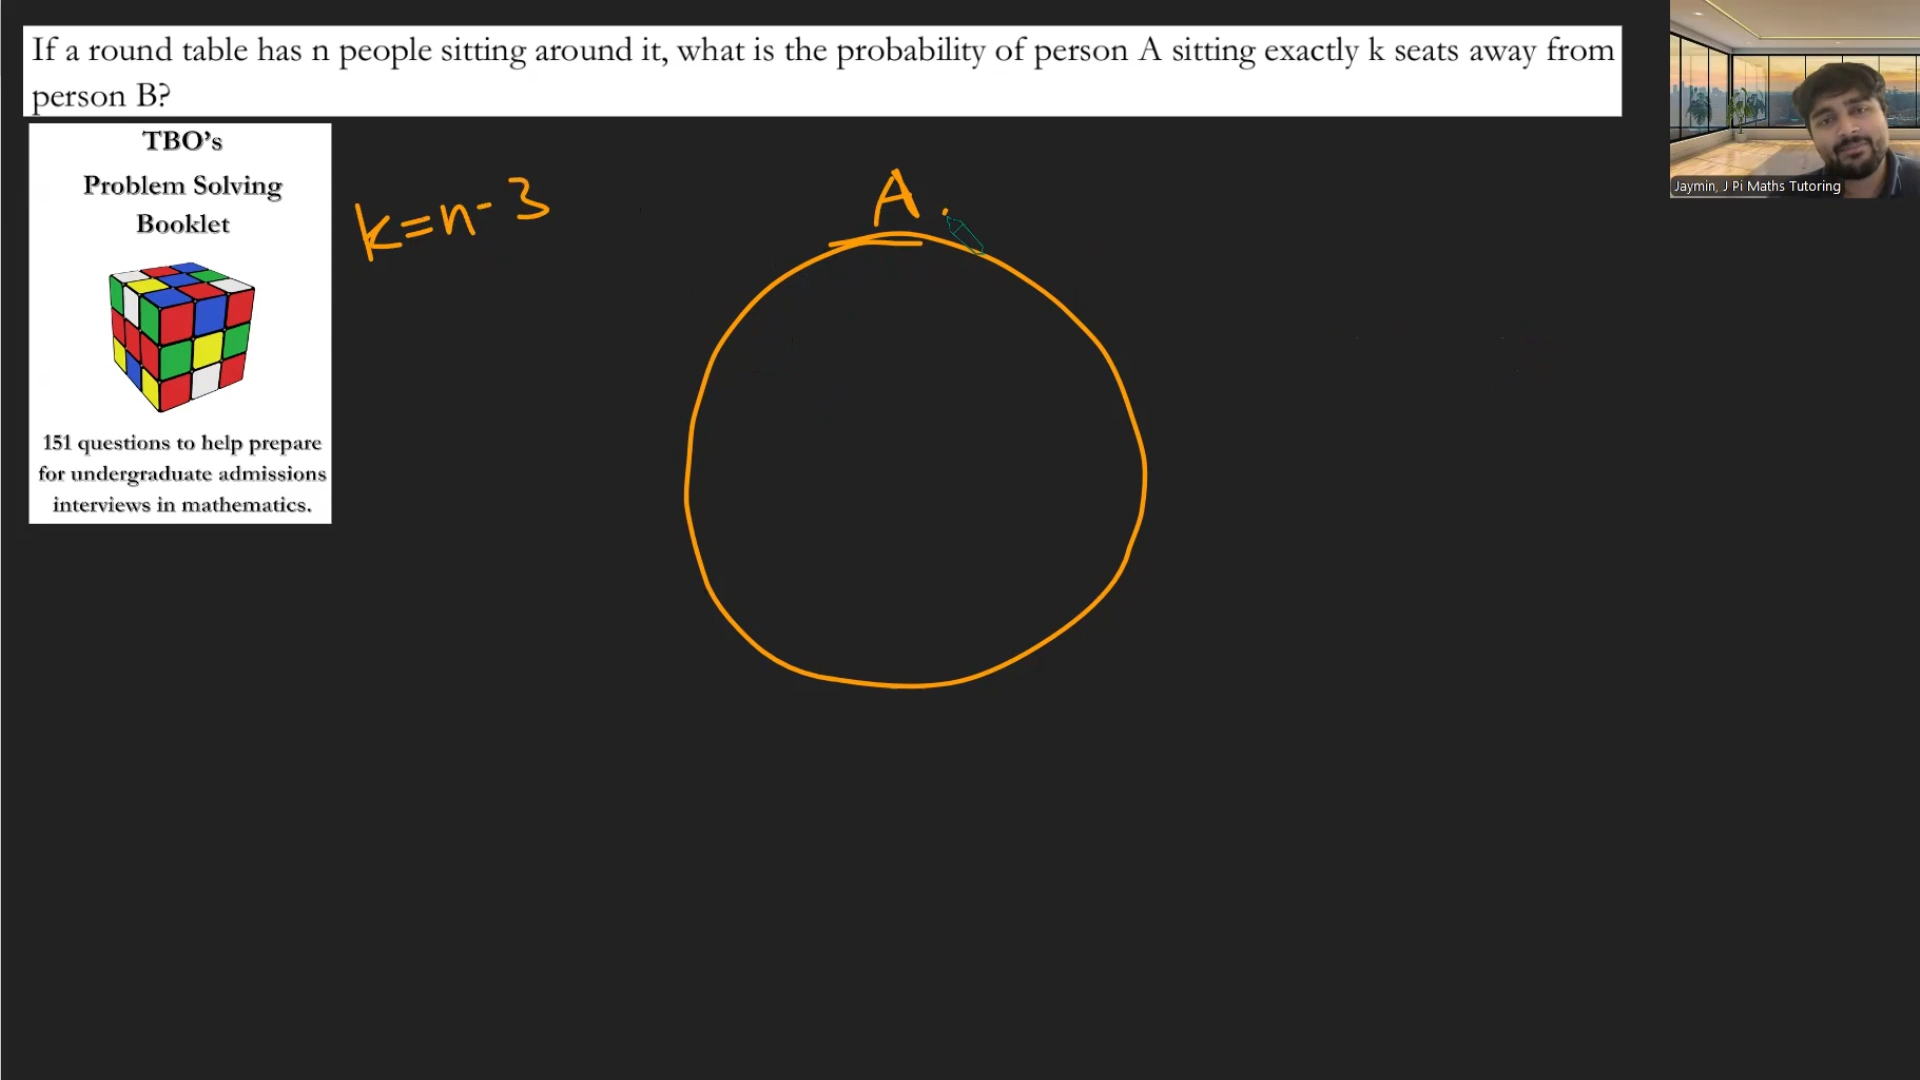 If a round table has n people sitting around it, what is the probability of person A sitting exactly k seats away from
person B?
TBO's
Problem Solving
Booklet
151 questions to help prepare
for undergraduate admissions
interviews in mathematics.
k=n-3
A
Jaymin, J Pi Maths Tutoring